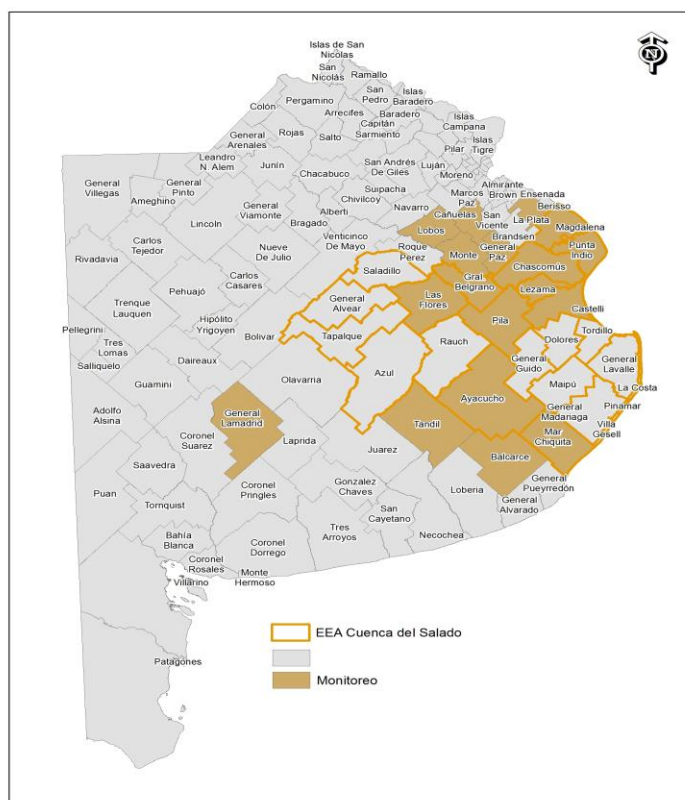 N
Islas de San
Nicolas
San
Nicolás
Ramallo
San
Pedro
Islas
Baradero
Colón
Pergamino
Arrecifes
Baradero
Capitán
Sarmiento
Islas
Campana
General
Arenales
Rojas
Salto
Pilar
Islas
Tigre
Leandro
N. Alem
Junín
Chacabuco
San Andrés
De Giles
Luján
Moreno
General
Villegas
General
Pinto
Ameghino
Suipacha
Chivilcoy
Marcos
Paz
Almirante
Brown
Ensenada
Berisso
Lincoln
General
Viamonte
Bragado
Alberti
Navarro
Cañuelas
San
Vicente
La Plata
Magdalena
Lobos
Brandsen
Rivadavia
Carlos
Tejedor
Nueve
De Julio
Venticinco
De Mayo
Roque
Perez
Monte
General
Paz
Punta
Indio
Saladillo
Chascomús
Trenque
Lauquen
Pehuajó
Carlos
Casares
General
Alvear
Las
Flores
Gral
Belgrano
Lezama
Castelli
Pellegrini
Tres
Lomas
Salliquelo
Hipólito
Yrigoyen
Bolivar
Tapalque
Pila
Rauch
Dolores
Tordillo
Daireaux
Azul
General
Guido
General
Lavalle
Guamini
Olavarria
Maipú
La Costa
Adolfo
Alsina
General
Lamadrid
Ayacucho
General
Madariaga
Pinamar
Villa
Gesell
Coronel
Suarez
Laprida
Tandil
Mar
Chiquita
Saavedra
Juarez
Balcarce
Puan
Coronel
Pringles
Gonzalez
Chaves
Loberia
General
Pueyrredón
General
Alvarado
Tornquist
San
Cayetano
Necochea
Bahía
Blanca
Coronel
Dorrego
Tres
Arroyos
Coronel
Rosales
Monte
Hermoso
Villarino
Patagones
EEA Cuenca del Salado
Monitoreo